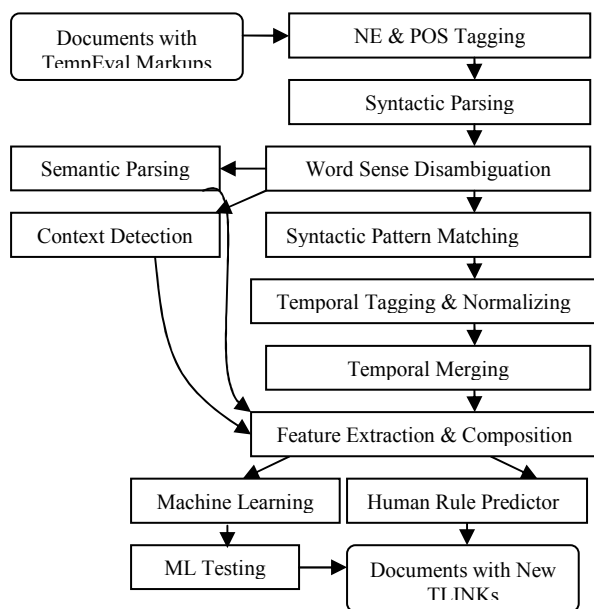 Documents with
TempEval Markups
NE & POS Tagging
Syntactic Parsing
Semantic Parsing
Word Sense Disambiguation
Context Detection
Syntactic Pattern Matching
Temporal Tagging & Normalizing
Temporal Merging
Feature Extraction & Composition
Machine Learning
Human Rule Predictor
ML Testing
Documents with New
TLINKs